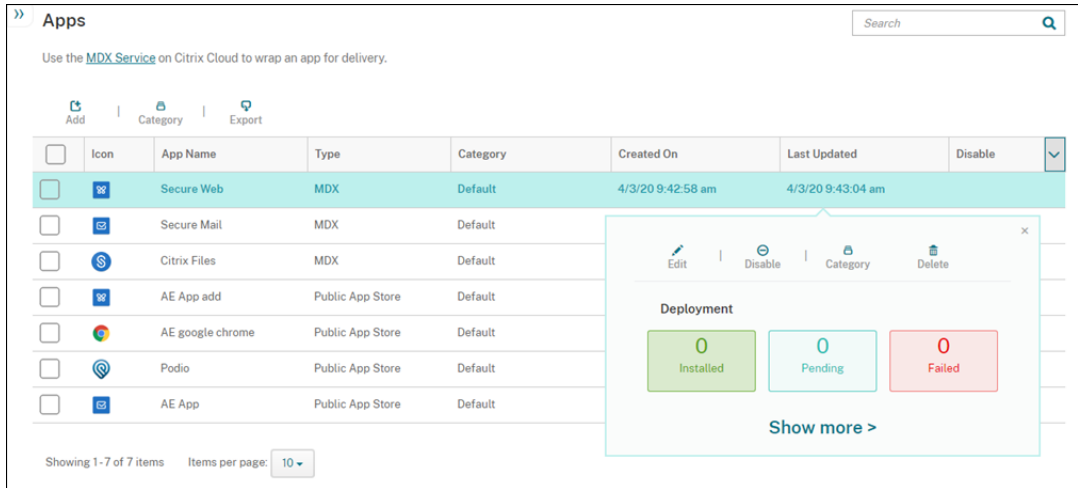 Apps
Search
Use the MDX Service on Citrix Cloud to wrap an app for delivery.
Add | Category | Export
Icon App Name Type Category Created On Last Updated Disable
Secure Web MDX Default 4/3/20 9:42:58 am 4/3/20 9:43:04 am
Secure Mail MDX Default
Citrix Files MDX Default
AE App add Public App Store Default
AE google chrome Public App Store Default
Podio Public App Store Default
AE App Public App Store Default
Edit | Disable | Category Delete
Deployment
0 0 0
Installed Pending Failed
Show more >
Showing 1-7 of 7 items Items per page: 10